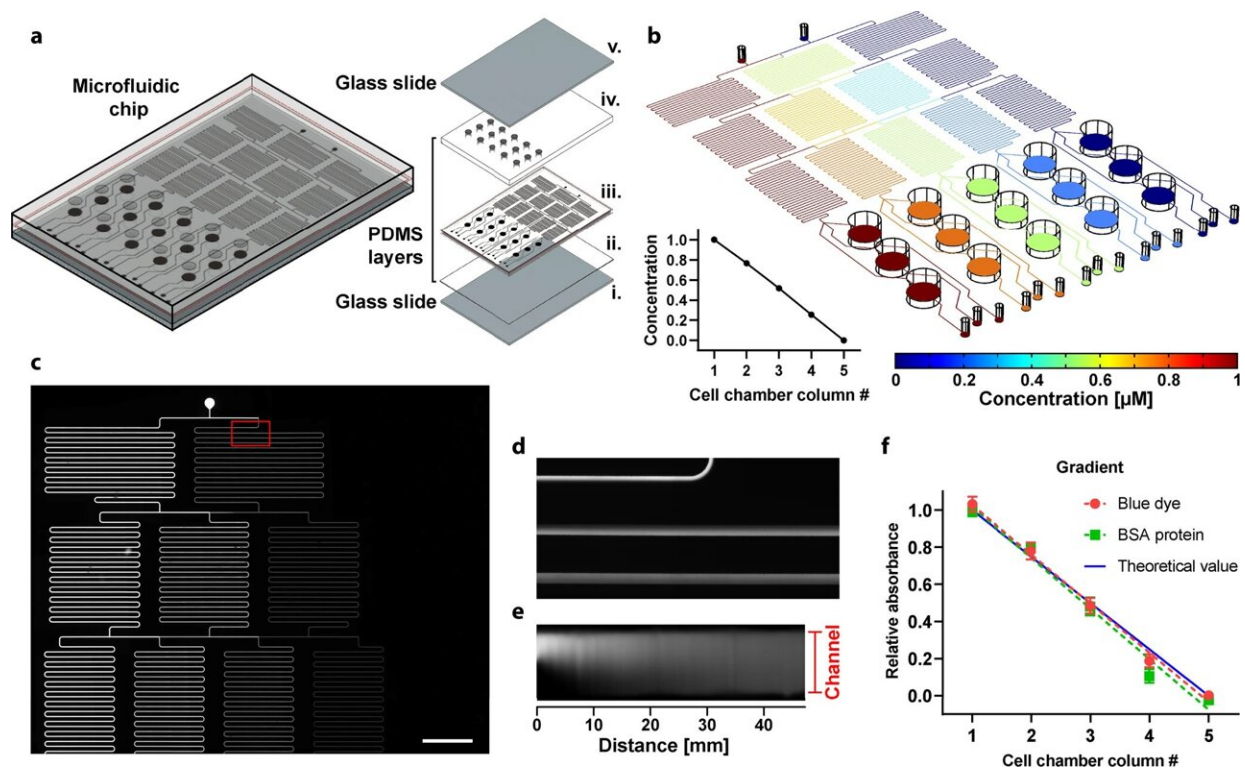 a
Microfluidic
chip
v.
Glass slide
iv.
iii.
PDMS
layers
ii.
Glass slide
i.
b
Concentration
1.0
0.8
0.6
0.4
0.2
0.0
1 2 3 4 5
Cell chamber column #
0 0.2 0.4 0.6 0.8 1
Concentration [µM]
c
d
e
Channel
0 10 20 30 40
Distance [mm]
f
Gradient
Blue dye
BSA protein
Theoretical value
Relative absorbance
1.0
0.8
0.6
0.4
0.2
0.0
1 2 3 4 5
Cell chamber column #